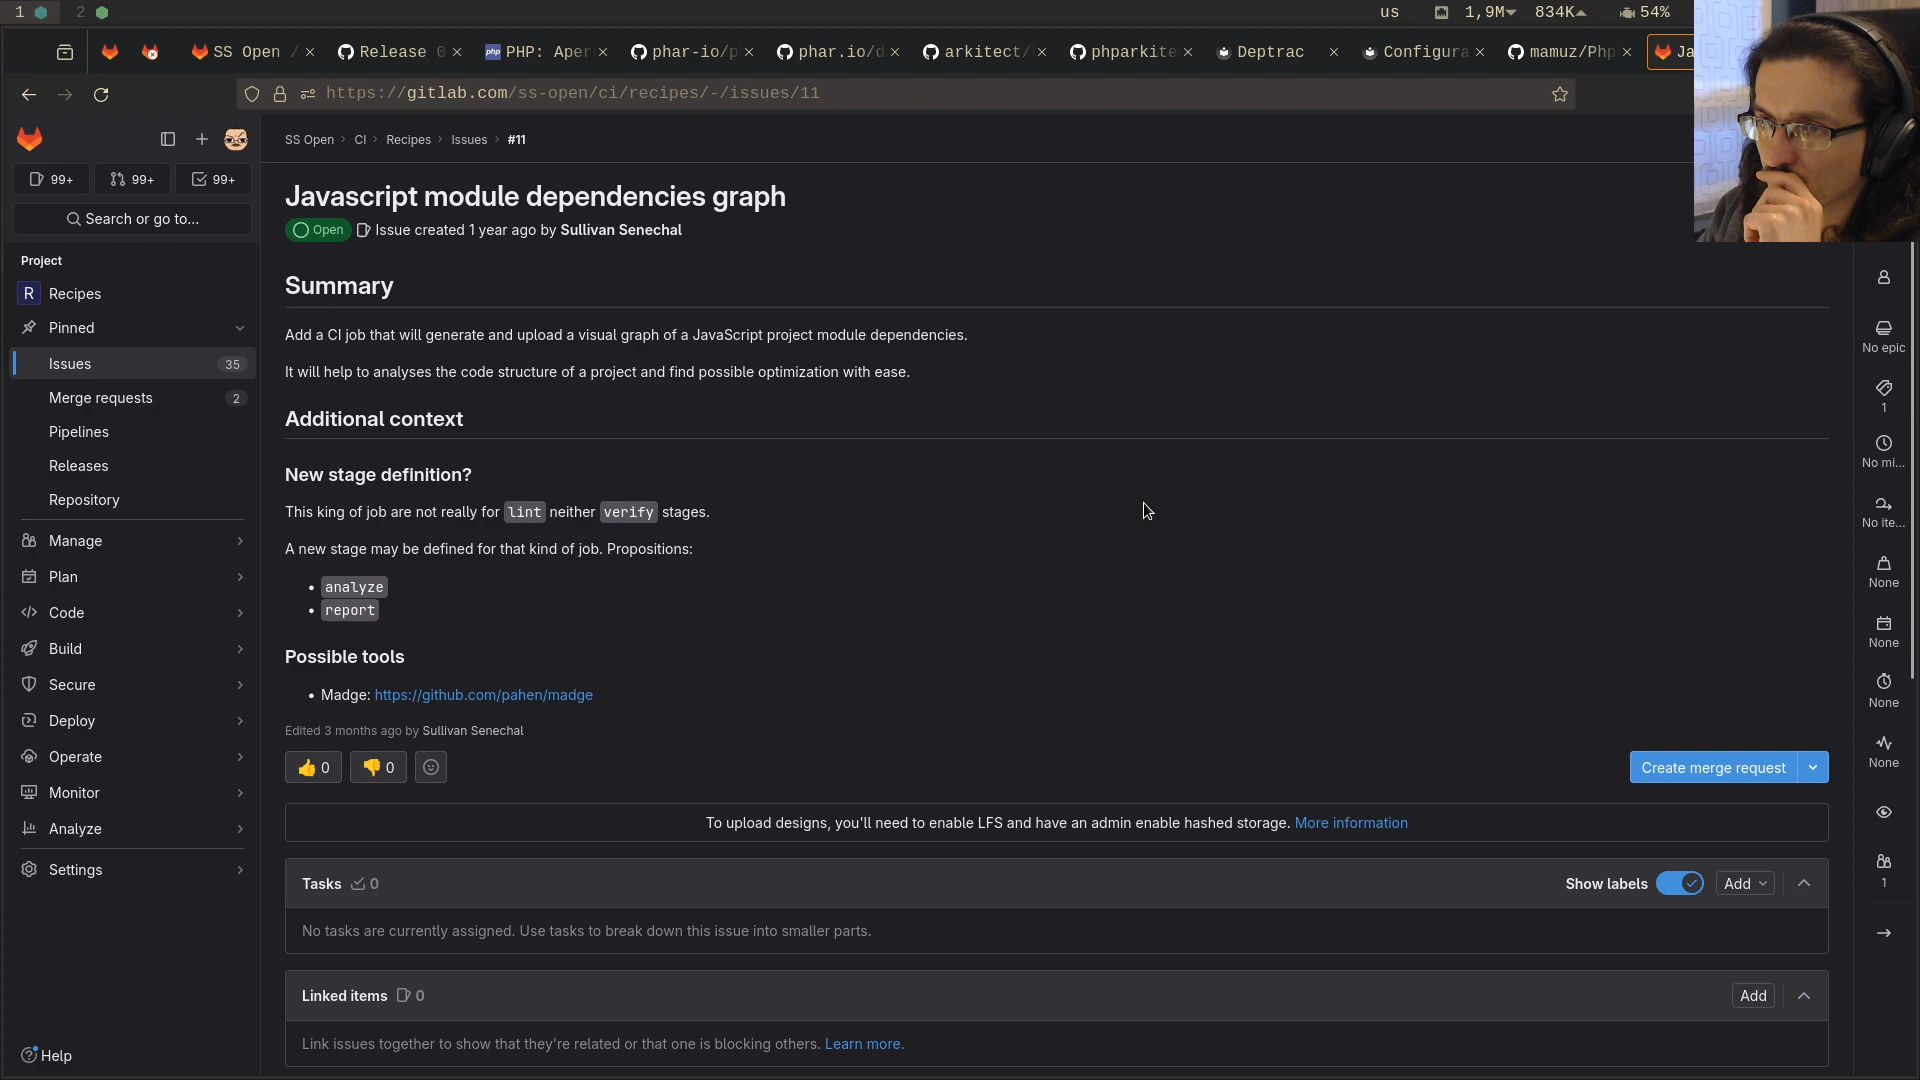 1 2 us 1,9M 834K 54%
SS Open / Release 0 PHP: Aper phar-io/p phar.io/d arkitect/ phparkite Deptrac Configura mamuz/Php Ja
https://gitlab.com/ss-open/ci/recipes/-/issues/11
SS Open CI Recipes Issues #11
99+ 99+ 99+
Search or go to...
Project
R Recipes
Pinned
Issues 35
Merge requests 2
Pipelines
Releases
Repository
Manage
Plan
Code
Build
Secure
Deploy
Operate
Monitor
Analyze
Settings
Help
Javascript module dependencies graph
Open Issue created 1 year ago by Sullivan Senechal
Summary
Add a CI job that will generate and upload a visual graph of a JavaScript project module dependencies.
It will help to analyses the code structure of a project and find possible optimization with ease.
Additional context
New stage definition?
This king of job are not really for lint neither verify stages.
A new stage may be defined for that kind of job. Propositions:
• analyze
• report
Possible tools
• Madge: https://github.com/pahen/madge
Edited 3 months ago by Sullivan Senechal
0 0
Create merge request
To upload designs, you'll need to enable LFS and have an admin enable hashed storage. More information
Tasks 0 Show labels Add
No tasks are currently assigned. Use tasks to break down this issue into smaller parts.
Linked items 0 Add
Link issues together to show that they're related or that one is blocking others. Learn more.
No epic
1
No mi...
No ite...
None
None
None
None
1